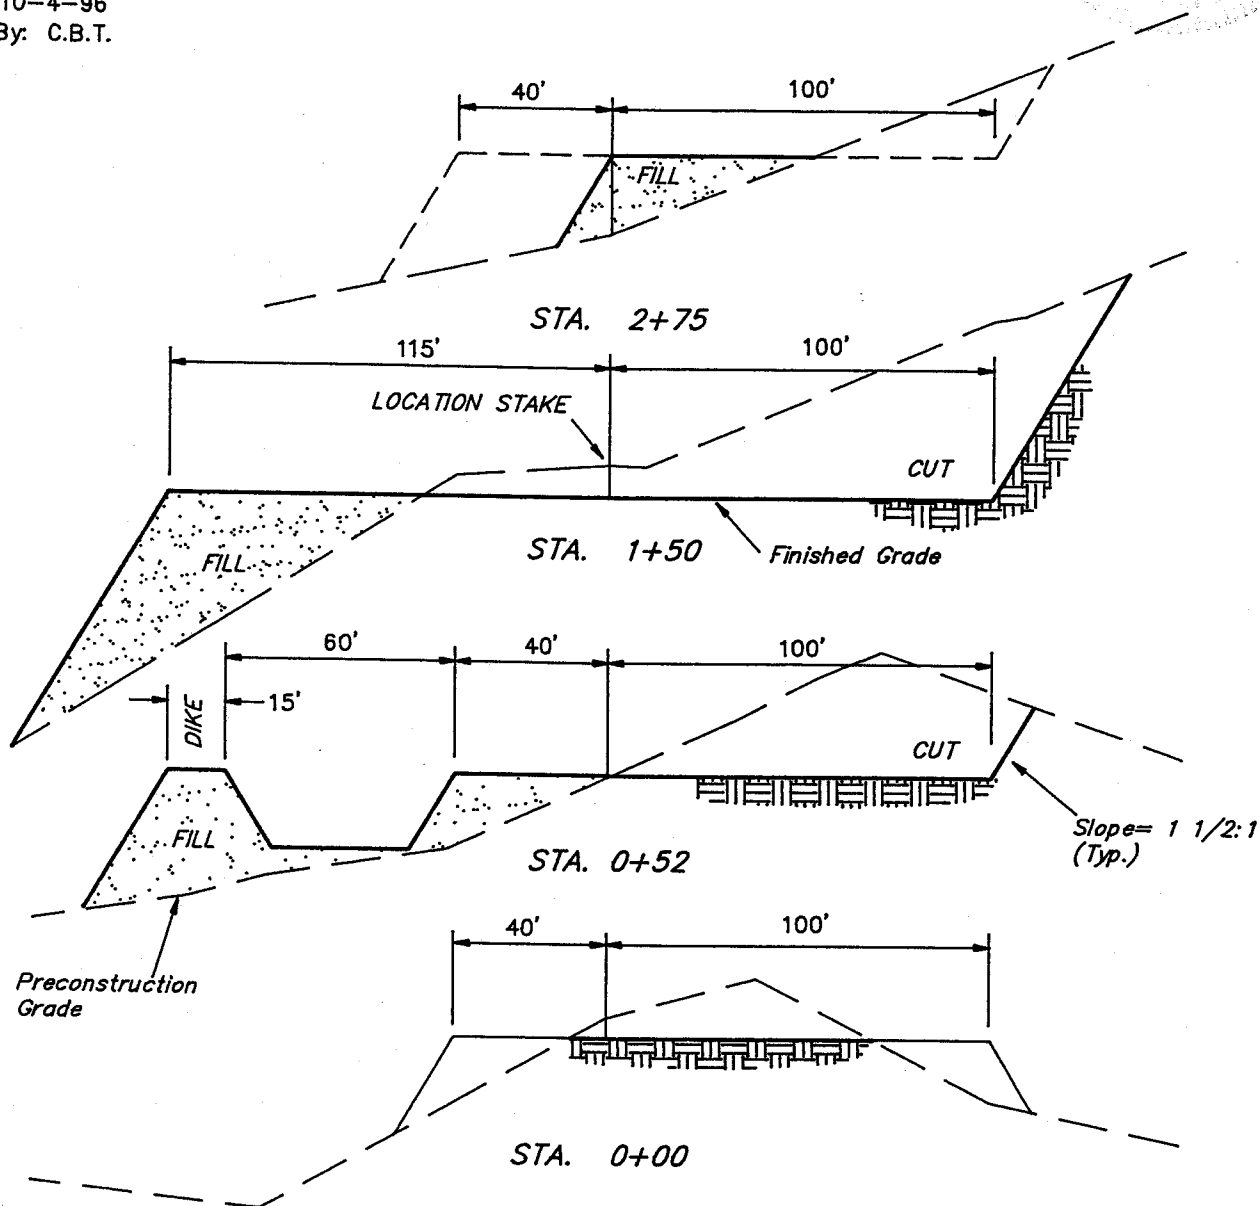 10-4-96
By: C.B.T.
40'
100'
FILL
STA. 2+75
115'
100'
LOCATION STAKE
CUT
FILL
STA. 1+50
Finished Grade
60'
40'
100'
15'
DIKE
CUT
FILL
Slope= 1 1/2:1
(Typ.)
STA. 0+52
40'
100'
Preconstruction
Grade
STA. 0+00